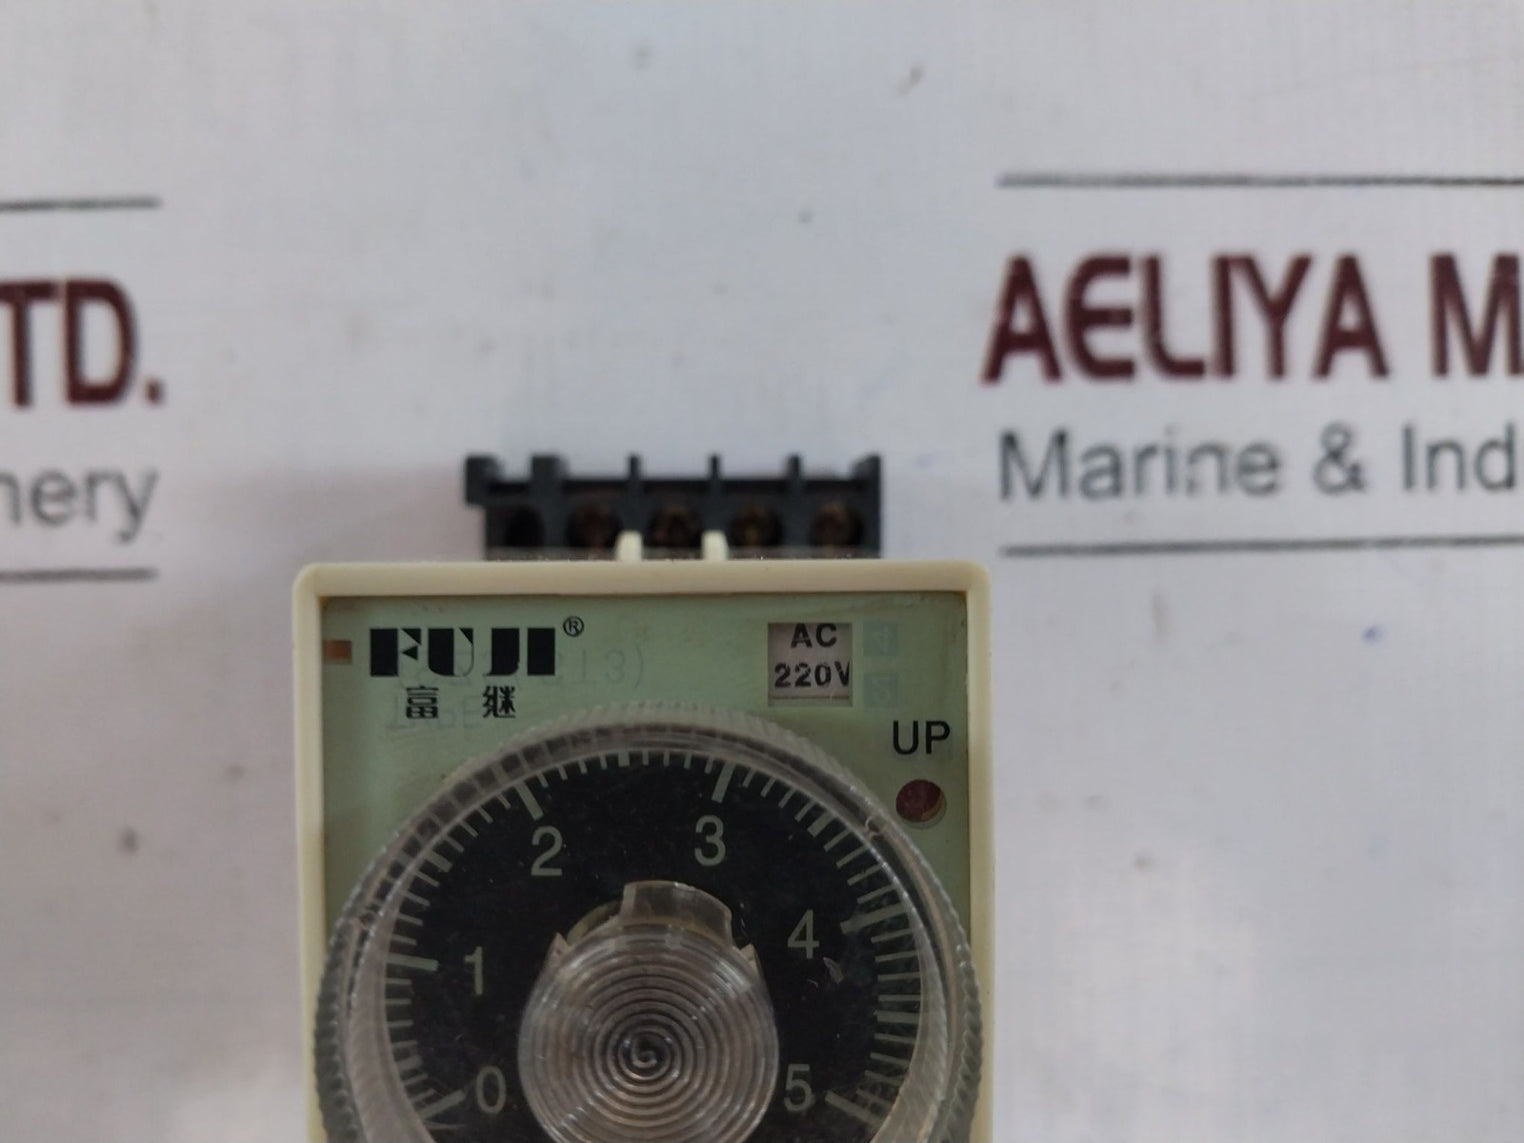 TD.
nery
AELIYA M
Marine & Ind
FUJI®
富继
AC
220V
UP
0
1
2
3
4
5